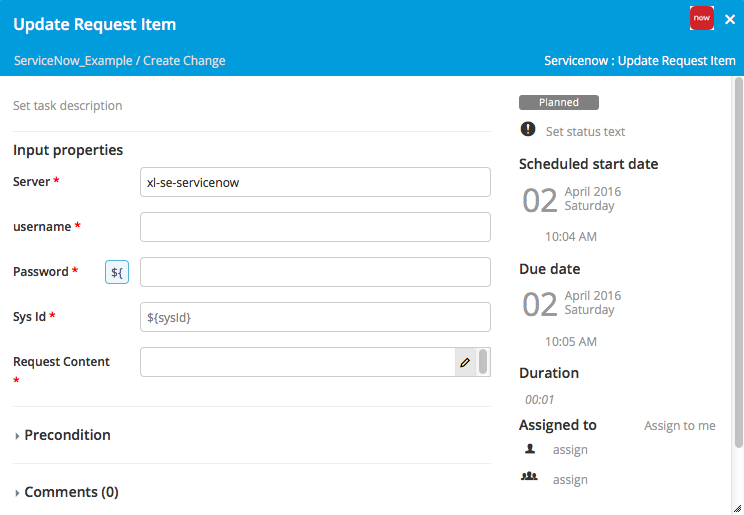 Update Request Item
now
ServiceNow_Example / Create Change
Servicenow : Update Request Item
Set task description
Input properties
Server *
xl-se-servicenow
username *
Password *
${
Sys Id *
${sysId}
Request Content
*
Precondition
Comments (0)
Planned
Set status text
Scheduled start date
02
April 2016
Saturday
10:04 AM
Due date
02
April 2016
Saturday
10:05 AM
Duration
00:01
Assigned to
Assign to me
assign
assign